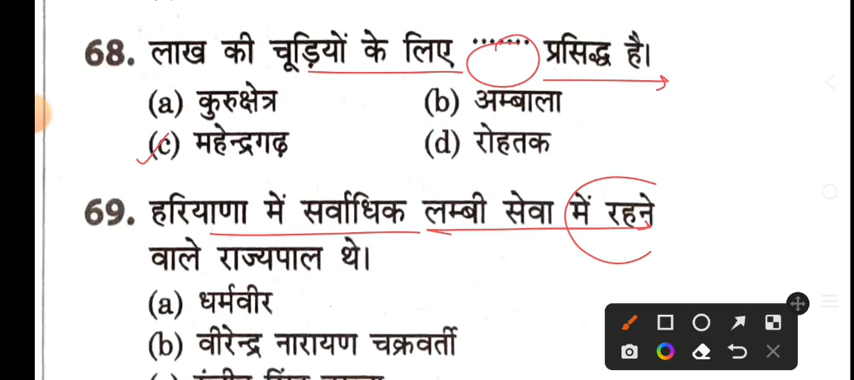 68. लाख की चूड़ियों के लिए ....... प्रसिद्ध है।
(a) कुरुक्षेत्र (b) अम्बाला
(c) महेन्द्रगढ़ (d) रोहतक
69. हरियाणा में सर्वाधिक लम्बी सेवा में रहने
वाले राज्यपाल थे।
(a) धर्मवीर
(b) वीरेन्द्र नारायण चक्रवर्ती